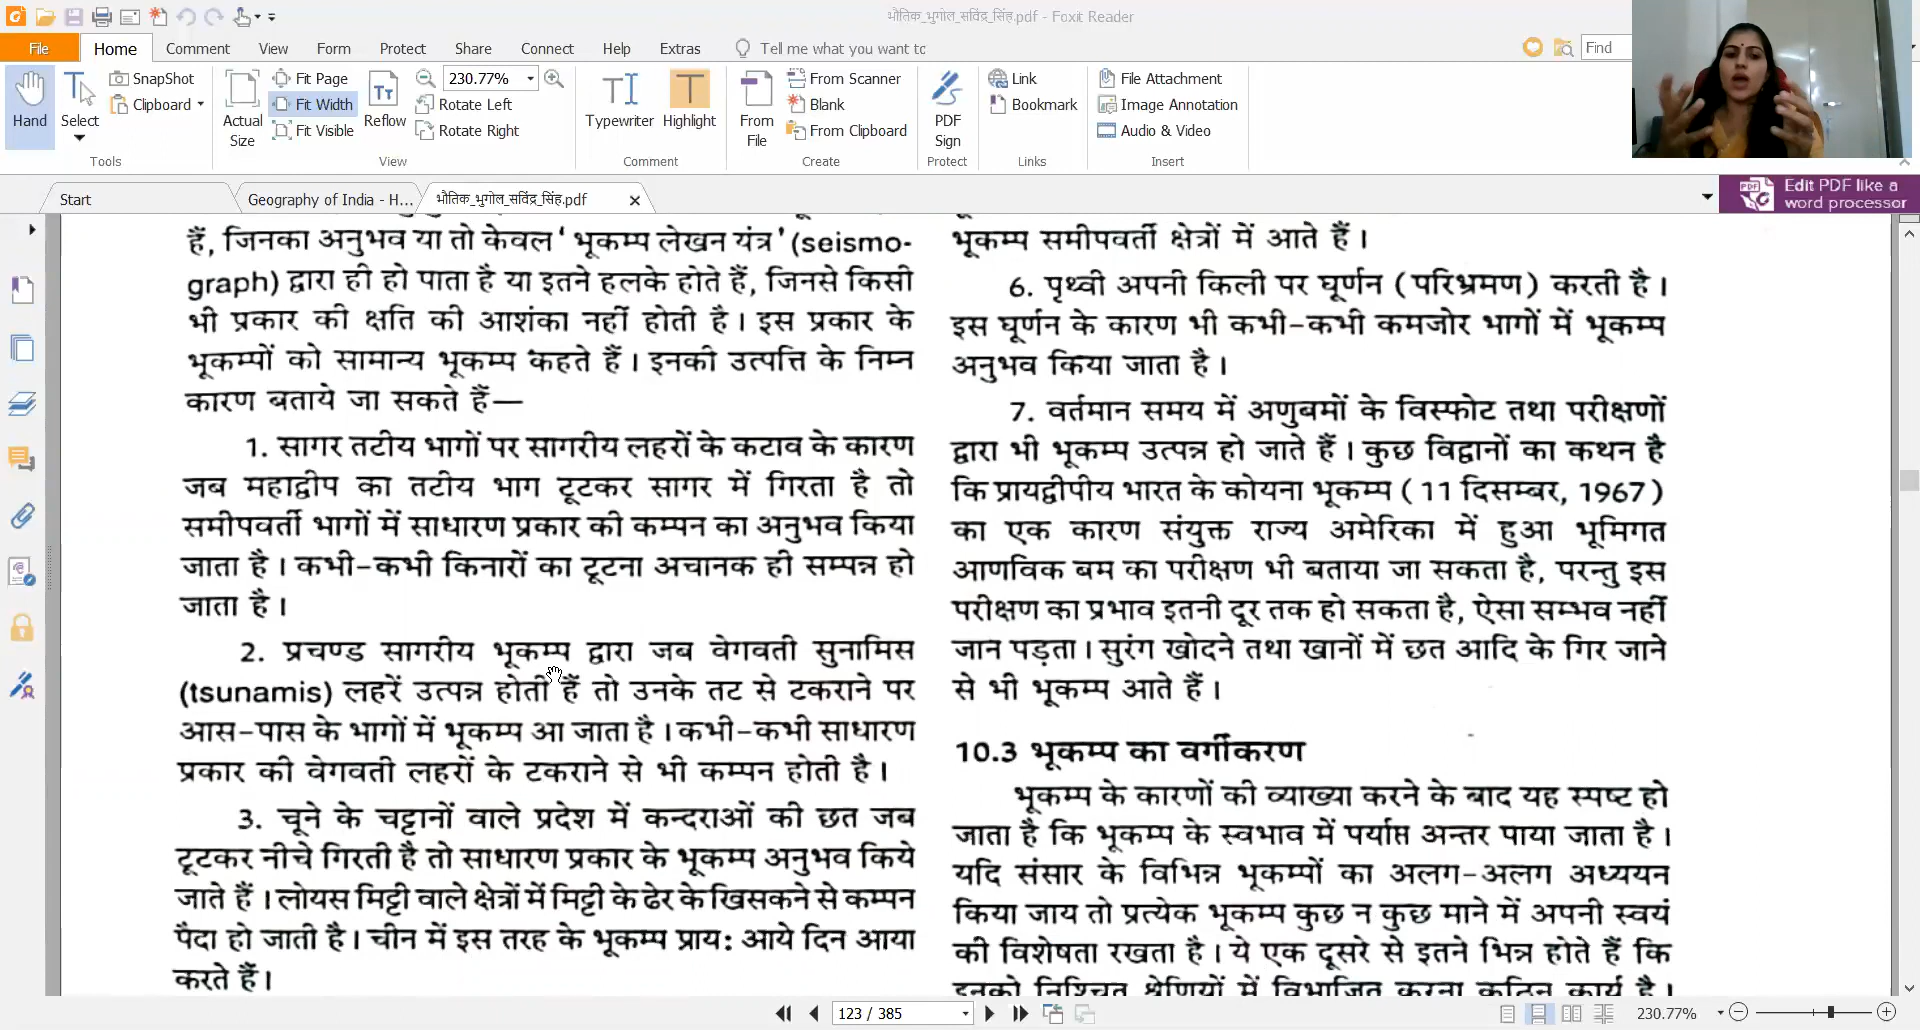 भौतिक_भुगोल_सविंद्र_सिंह.pdf - Foxit Reader
File Home Comment View Form Protect Share Connect Help Extras Tell me what you want to Find
Hand
Select
SnapShot
Clipboard
Tools
Actual Size
Fit Page
Fit Width
Fit Visible
Reflow
230.77%
Rotate Left
Rotate Right
View
Typewriter
Highlight
Comment
From File
From Scanner
Blank
From Clipboard
Create
PDF Sign
Protect
Link
Bookmark
Links
File Attachment
Image Annotation
Audio & Video
Insert
Start
Geography of India - H...
भौतिक_भुगोल_सविंद्र_सिंह.pdf
Edit PDF like a
word processor
हैं, जिनका अनुभव या तो केवल ' भूकम्प लेखन यंत्र' (seismo-
graph) द्वारा ही हो पाता है या इतने हलके होते हैं, जिनसे किसी
भी प्रकार की क्षति की आशंका नहीं होती है। इस प्रकार के
भूकम्पों को सामान्य भूकम्प कहते हैं। इनकी उत्पत्ति के निम्न
कारण बताये जा सकते हैं—
1. सागर तटीय भागों पर सागरीय लहरों के कटाव के कारण
जब महाद्वीप का तटीय भाग टूटकर सागर में गिरता है तो
समीपवर्ती भागों में साधारण प्रकार की कम्पन का अनुभव किया
जाता है। कभी-कभी किनारों का टूटना अचानक ही सम्पन्न हो
जाता है।
2. प्रचण्ड सागरीय भूकम्प द्वारा जब वेगवती सुनामिस
(tsunamis) लहरें उत्पन्न होती हैं तो उनके तट से टकराने पर
आस-पास के भागों में भूकम्प आ जाता है। कभी-कभी साधारण
प्रकार की वेगवती लहरों के टकराने से भी कम्पन होती है।
3. चूने के चट्टानों वाले प्रदेश में कन्दराओं की छत जब
टूटकर नीचे गिरती है तो साधारण प्रकार के भूकम्प अनुभव किये
जाते हैं। लोयस मिट्टी वाले क्षेत्रों में मिट्टी के ढेर के खिसकने से कम्पन
पैदा हो जाती है। चीन में इस तरह के भूकम्प प्राय: आये दिन आया
करते हैं।
भूकम्प समीपवर्ती क्षेत्रों में आते हैं।
6. पृथ्वी अपनी किली पर घूर्णन (परिभ्रमण) करती है।
इस घूर्णन के कारण भी कभी-कभी कमजोर भागों में भूकम्प
अनुभव किया जाता है।
7. वर्तमान समय में अणुबमों के विस्फोट तथा परीक्षणों
द्वारा भी भूकम्प उत्पन्न हो जाते हैं। कुछ विद्वानों का कथन है
कि प्रायद्वीपीय भारत के कोयना भूकम्प ( 11 दिसम्बर, 1967 )
का एक कारण संयुक्त राज्य अमेरिका में हुआ भूमिगत
आणविक बम का परीक्षण भी बताया जा सकता है, परन्तु इस
परीक्षण का प्रभाव इतनी दूर तक हो सकता है, ऐसा सम्भव नहीं
जान पड़ता। सुरंग खोदने तथा खानों में छत आदि के गिर जाने
से भी भूकम्प आते हैं।
10.3 भूकम्प का वर्गीकरण
भूकम्प के कारणों की व्याख्या करने के बाद यह स्पष्ट हो
जाता है कि भूकम्प के स्वभाव में पर्याप्त अन्तर पाया जाता है।
यदि संसार के विभिन्न भूकम्पों का अलग-अलग अध्ययन
किया जाय तो प्रत्येक भूकम्प कुछ न कुछ माने में अपनी स्वयं
की विशेषता रखता है। ये एक दूसरे से इतने भिन्न होते हैं कि
इनको निश्चित श्रेणियों में विभाजित करना कठिन कार्य है।
123 / 385
230.77%